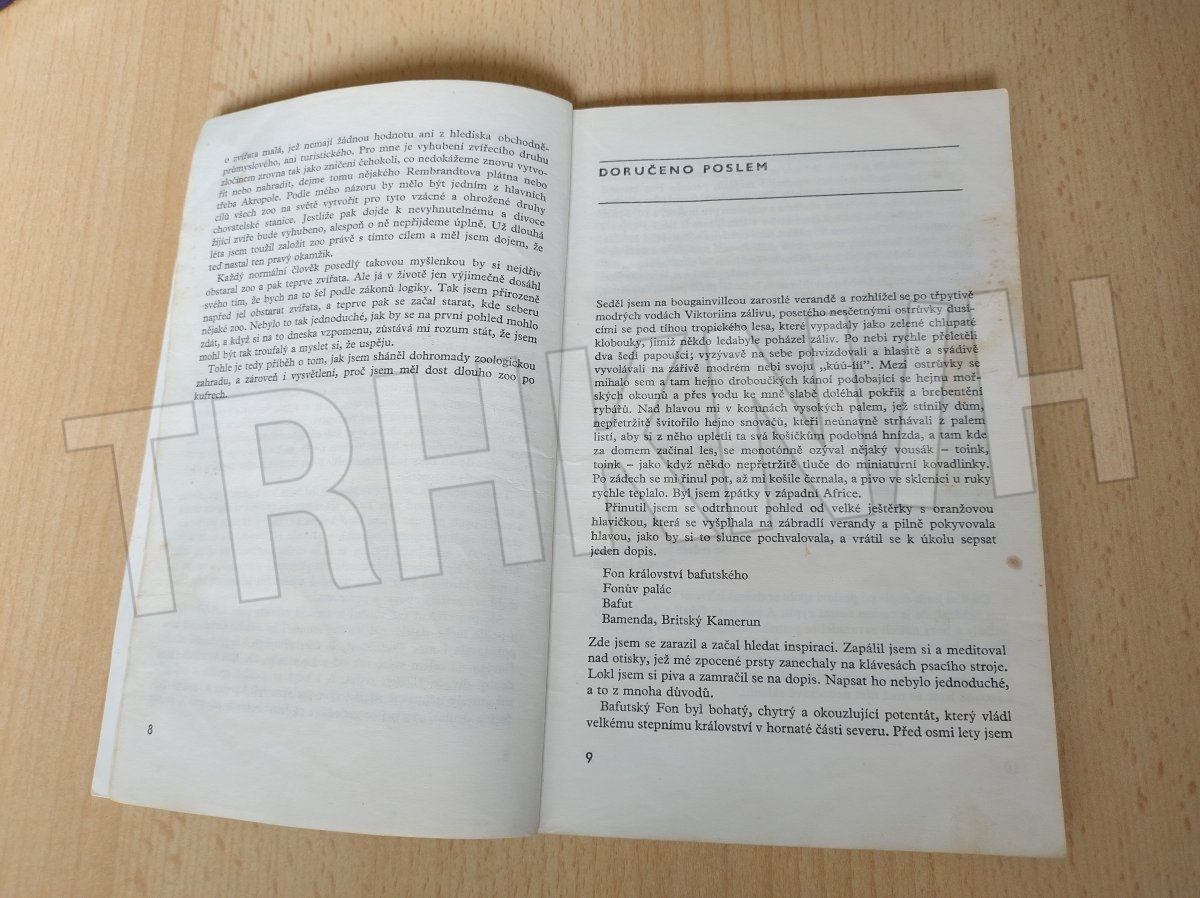 o zvířata malá, jež nemají žádnou hodnotu ani z hlediska obchodně-
průmyslového, ani turistického. Pro mne je vyhubení zvířecího druhu
zločinem zrovna tak jako zničení čehokoli, co nedokážeme znovu vytvo-
řit nebo nahradit, dejme tomu nějakého Rembrandtova plátna nebo
třeba Akropole. Podle mého názoru by mělo být jedním z hlavních
cílů všech zoo na světě vytvořit pro tyto vzácné a ohrožené druhy
chovatelské stanice. Jestliže pak dojde k nevyhnutelnému a divoce
žijící zvíře bude vyhubeno, alespoň o ně nepřijdeme úplně. Už dlouhá
léta jsem toužil založit zoo právě s tímto cílem a měl jsem dojem, že
teď nastal ten pravý okamžik.
Každý normální člověk posedlý takovou myšlenkou by si nejdřív
obstaral zoo a pak teprve zvířata. Ale já v životě jen výjimečně dosáhl
svého tím, že bych na to šel podle zákonů logiky. Tak jsem přirozeně
napřed jel obstarat zvířata, a teprve pak se začal starat, kde seberu
nějaké zoo. Nebylo to tak jednoduché, jak by se na první pohled mohlo
zdát, a když si na to dneska vzpomenu, zůstává mi rozum stát, že jsem
mohl být tak troufalý a myslet si, že uspěju.
Tohle je tedy příběh o tom, jak jsem sháněl dohromady zoologickou
zahradu, a zároveň i vysvětlení, proč jsem měl dost dlouho zoo po
kufrech.
8
DORUČENO POSLEM
Seděl jsem na bougainvilleou zarostlé verandě a rozhlížel se po třpytivě
modrých vodách Viktoriina zálivu, posetého nesčetnými ostrůvky dusí-
cími se pod tíhou tropického lesa, které vypadaly jako zelené chlupaté
klobouky, jimiž někdo ledabyle poházel záliv. Po nebi rychle přeletěli
dva šedí papoušci; vyzývavě na sebe pohvizdovali a hlasitě a svádivě
vyvolávali na zářivě modrém nebi svoju „kúú-ííí”. Mezi ostrůvky se
míhalo sem a tam hejno droboučkých kánoí podobající se hejnu moř-
ských okounů a přes vodu ke mně slabě doléhal pokřik a brebentění
rybářů. Nad hlavou mi v korunách vysokých palem, jež stínily dům,
nepřetržitě švitořilo hejno snovačů, kteří neúnavně strhávali z palem
listí, aby si z něho upletli ta svá košíčkům podobná hnízda, a tam kde
za domem začínal les, se monotónně ozýval nějaký vousák – toink,
toink – jako když někdo nepřetržitě tluče do miniaturní kovadlinky.
Po zádech se mi řinul pot, až mi košile černala, a pivo ve sklenici u ruky
rychle teplalo. Byl jsem zpátky v západní Africe.
Přinutil jsem se odtrhnout pohled od velké ještěrky s oranžovou
hlavičkou, která se vyšplhala na zábradlí verandy a pilně pokyvovala
hlavou, jako by si to slunce pochvalovala, a vrátil se k úkolu sepsat
jeden dopis.
Fon království bafutského
Fonův palác
Bafut
Bamenda, Britský Kamerun
Zde jsem se zarazil a začal hledat inspiraci. Zapálil jsem si a meditoval
nad otisky, jež mé zpocené prsty zanechaly na klávesách psacího stroje.
Lokl jsem si piva a zamračil se na dopis. Napsat ho nebylo jednoduché,
a to z mnoha důvodů.
Bafutský Fon byl bohatý, chytrý a okouzlující potentát, který vládl
velkému stepnímu království v hornaté části severu. Před osmi lety jsem
9
TRHKNIH